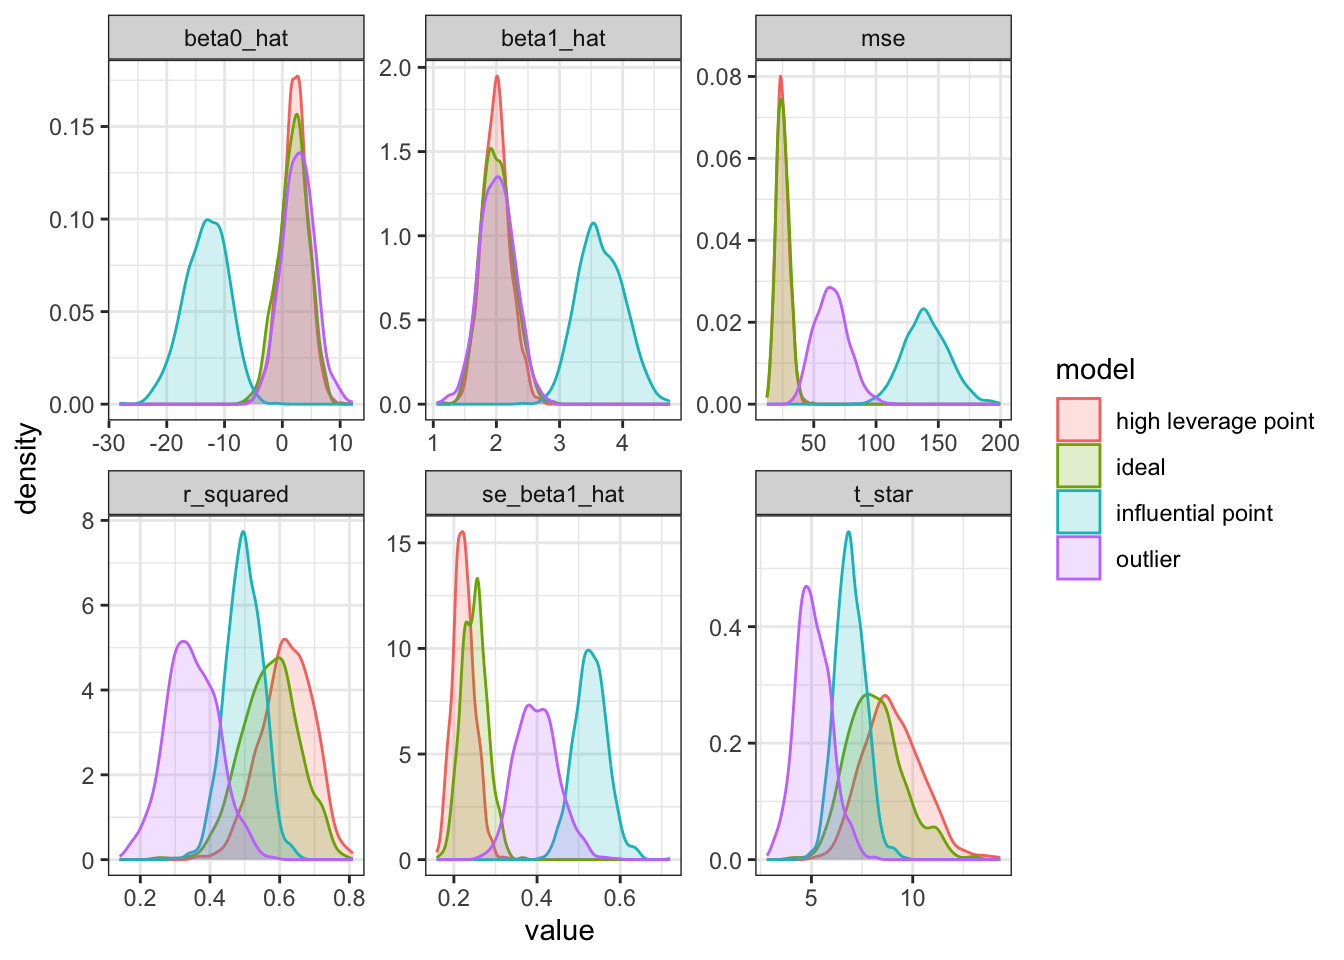 beta0_hat
beta1_hat
mse
0.15
0.10
0.05
0.00
-30 -20 -10 0 10
2.0
1.5
1.0
0.5
0.0
1 2 3 4
0.08
0.06
0.04
0.02
0.00
50 100 150 200
r_squared
se_beta1_hat
t_star
8
6
4
2
0
0.2 0.4 0.6 0.8
15
10
5
0
0.2 0.4 0.6
0.4
0.2
0.0
5 10
density
value
model
high leverage point
ideal
influential point
outlier